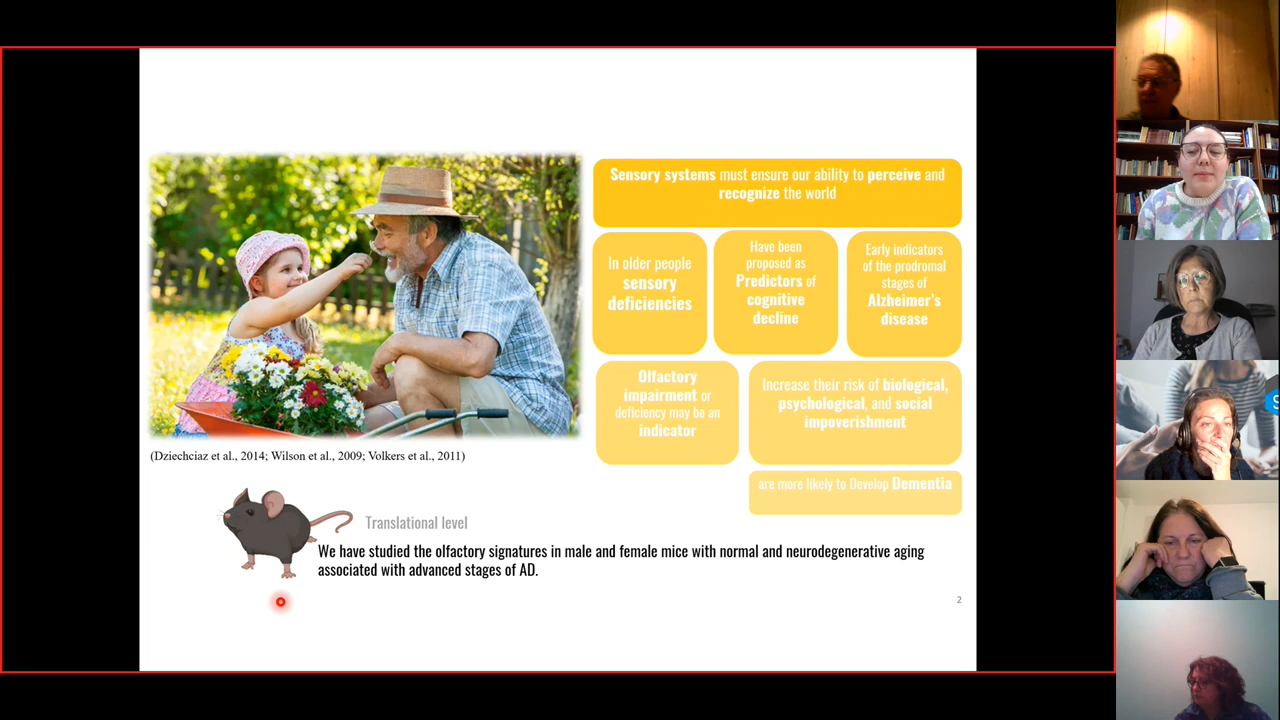 Sensory systems must ensure our ability to perceive and
recognize the world
In older people
sensory
deficiencies
Have been
proposed as
Predictors of
cognitive
decline
Early indicators
of the prodromal
stages of
Alzheimer's
disease
Olfactory
impairment or
deficiency may be an
indicator
Increase their risk of biological,
psychological, and social
impoverishment
are more likely to Develop Dementia
(Dziechciaz et al., 2014; Wilson et al., 2009; Volkers et al., 2011)
Translational level
We have studied the olfactory signatures in male and female mice with normal and neurodegenerative aging
associated with advanced stages of AD.
2